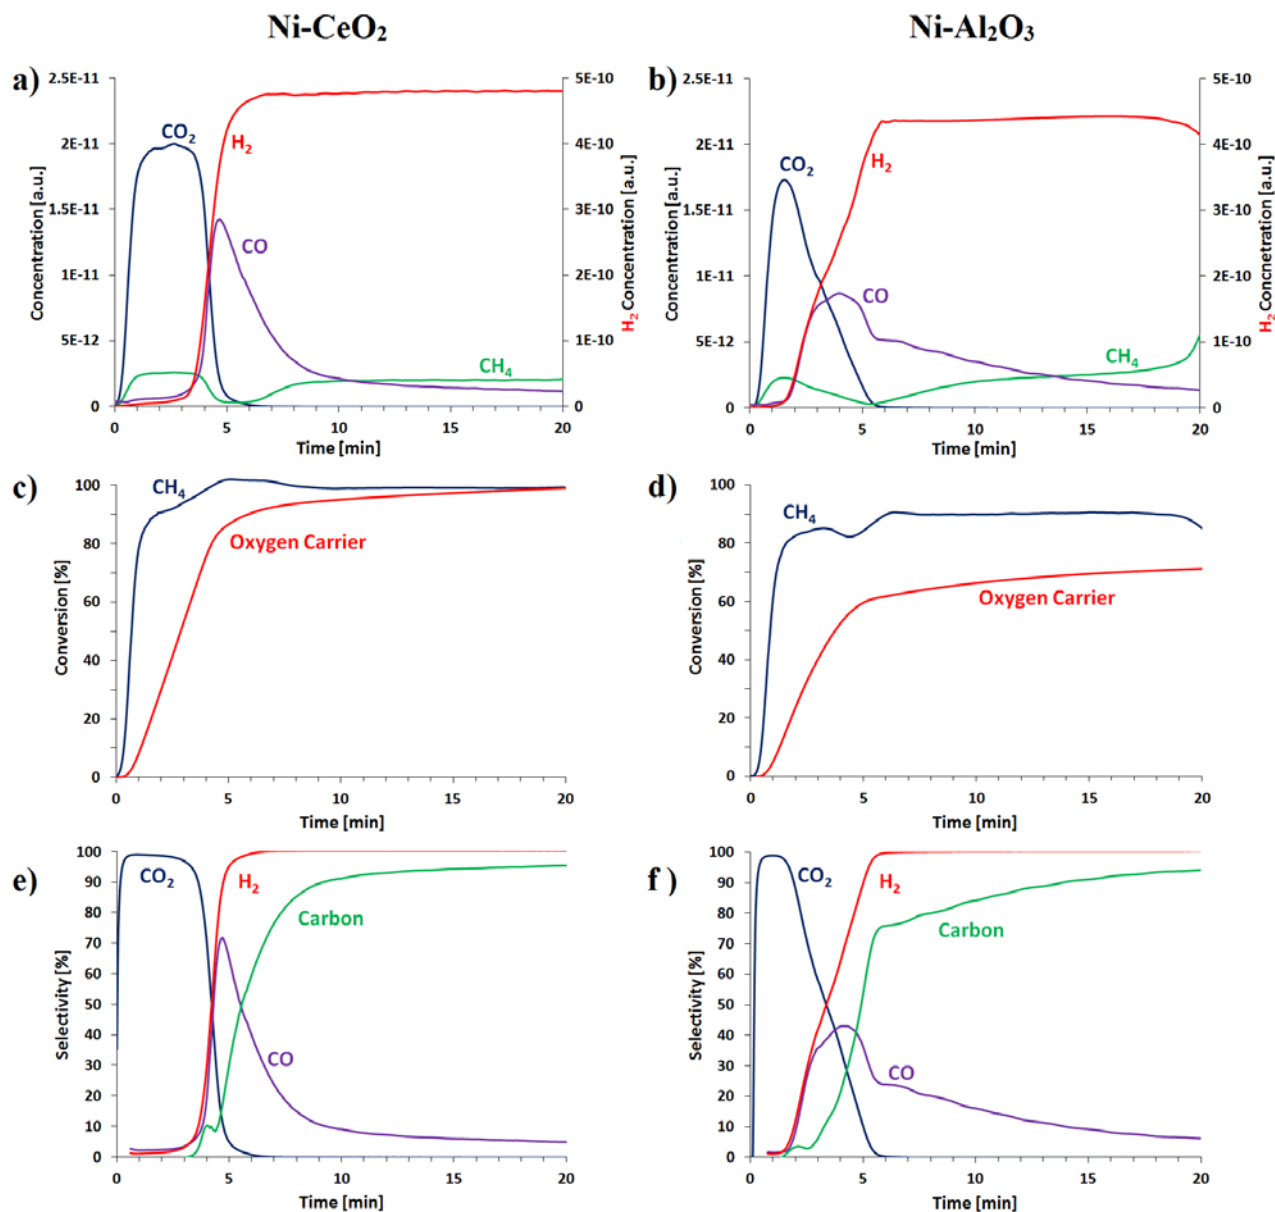 Ni-CeO₂
Ni-Al₂O₃
a)
2.5E-11
2E-11
1.5E-11
1E-11
5E-12
0
Concentration [a.u.]
CO₂
H₂
CO
CH₄
5E-10
4E-10
3E-10
2E-10
1E-10
0
H₂ Concentration [a.u.]
0 5 10 15 20
Time [min]
b)
2.5E-11
2E-11
1.5E-11
1E-11
5E-12
0
Concentration [a.u.]
CO₂
H₂
CO
CH₄
5E-10
4E-10
3E-10
2E-10
1E-10
0
H₂ Concnetration [a.u.]
0 5 10 15 20
Time [min]
c)
100
80
60
40
20
0
Conversion [%]
CH₄
Oxygen Carrier
0 5 10 15 20
Time [min]
d)
100
80
60
40
20
0
Conversion [%]
CH₄
Oxygen Carrier
0 5 10 15 20
Time [min]
e)
100
90
80
70
60
50
40
30
20
10
0
Selectivity [%]
CO₂
H₂
Carbon
CO
0 5 10 15 20
Time [min]
f )
100
90
80
70
60
50
40
30
20
10
0
Selectivity [%]
CO₂
H₂
Carbon
CO
0 5 10 15 20
Time [min]